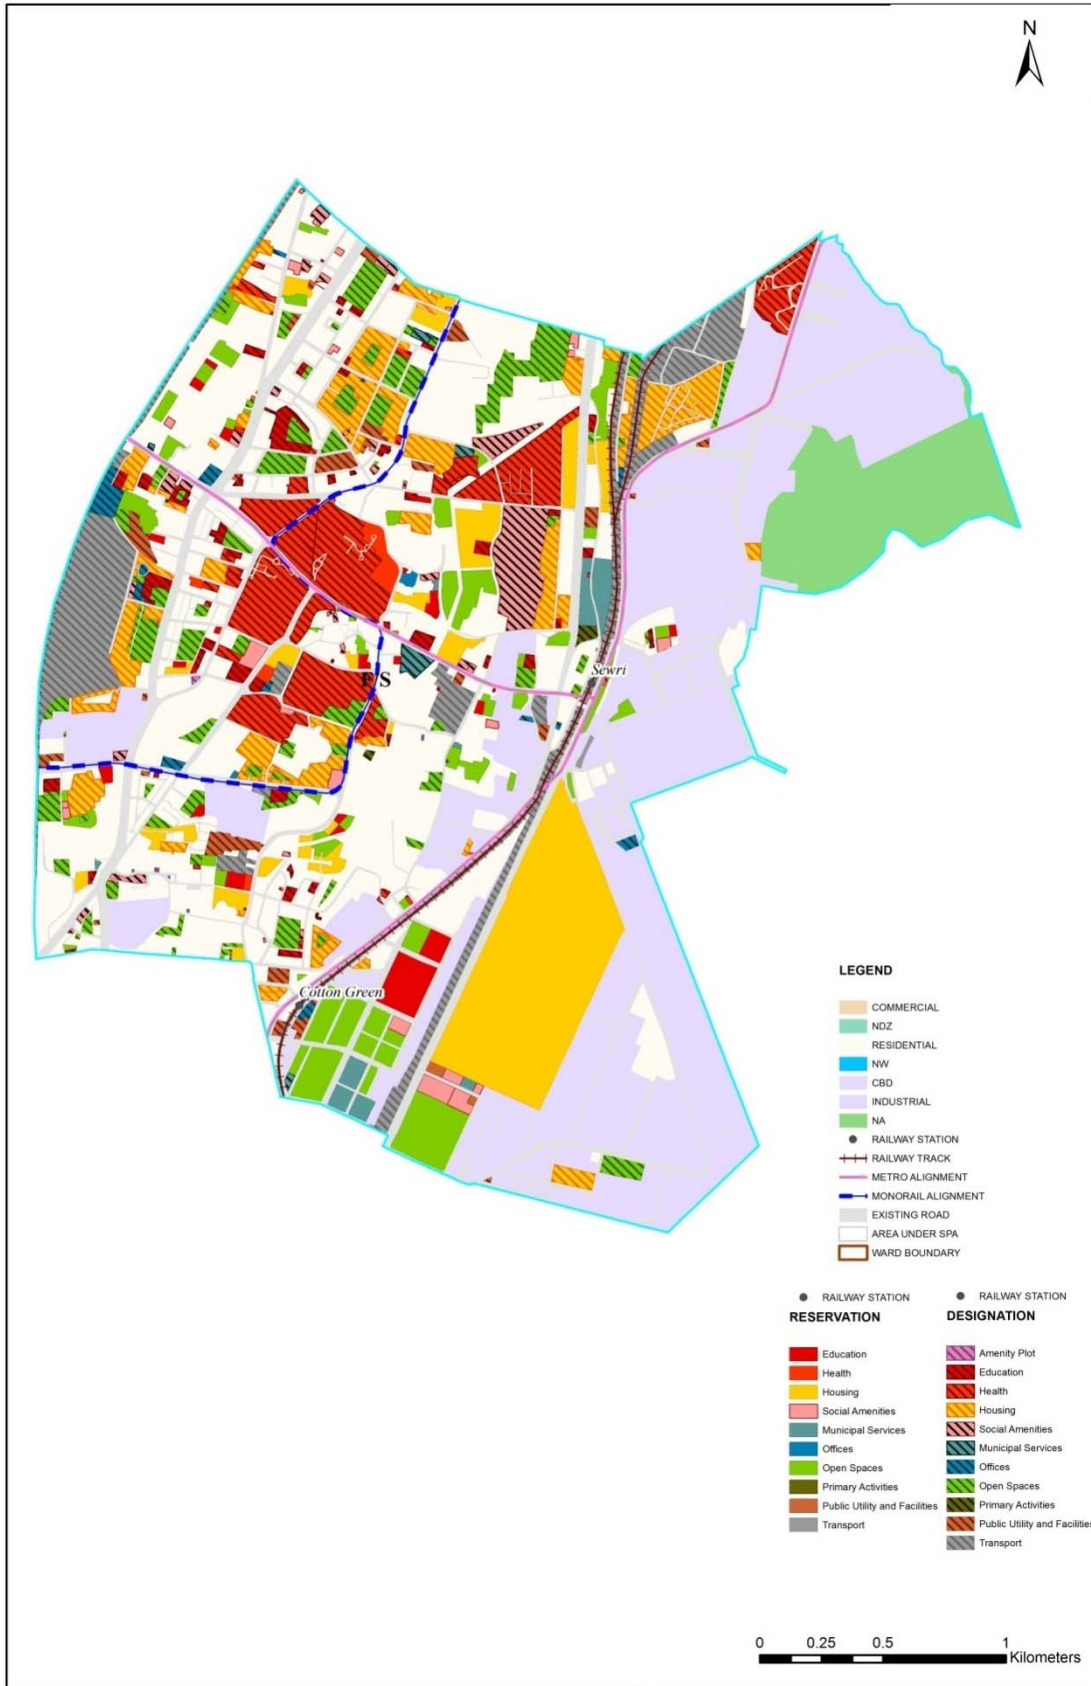 N
Sewri
F S
Cotton Green
LEGEND
COMMERCIAL
NDZ
RESIDENTIAL
NW
CBD
INDUSTRIAL
NA
RAILWAY STATION
RAILWAY TRACK
METRO ALIGNMENT
MONORAIL ALIGNMENT
EXISTING ROAD
AREA UNDER SPA
WARD BOUNDARY
RAILWAY STATION
RESERVATION
Education
Health
Housing
Social Amenities
Municipal Services
Offices
Open Spaces
Primary Activities
Public Utility and Facilities
Transport
RAILWAY STATION
DESIGNATION
Amenity Plot
Education
Health
Housing
Social Amenities
Municipal Services
Offices
Open Spaces
Primary Activities
Public Utility and Facilities
Transport
0 0.25 0.5 1
Kilometers